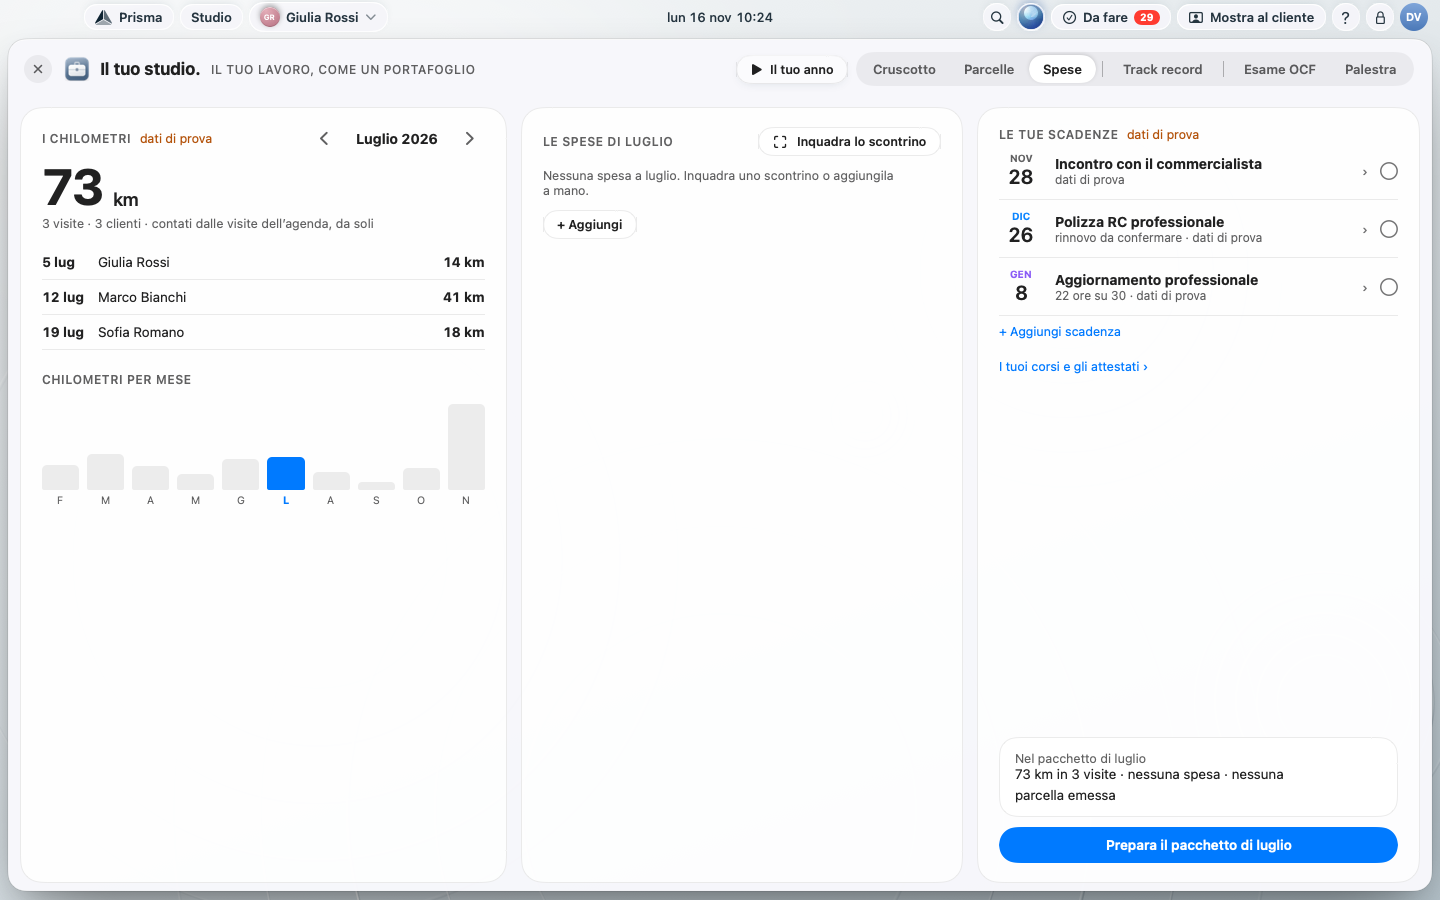 Prisma
Studio
GR
Giulia Rossi
lun 16 nov 10:24
Da fare 29
Mostra al cliente
?
DV
Il tuo studio.
IL TUO LAVORO, COME UN PORTAFOGLIO
Il tuo anno
Cruscotto
Parcelle
Spese
Track record
Esame OCF
Palestra
I CHILOMETRI dati di prova
Luglio 2026
73 km
3 visite · 3 clienti · contati dalle visite dell'agenda, da soli
5 lug Giulia Rossi 14 km
12 lug Marco Bianchi 41 km
19 lug Sofia Romano 18 km
CHILOMETRI PER MESE
F M A M G L A S O N
LE SPESE DI LUGLIO
Inquadra lo scontrino
Nessuna spesa a luglio. Inquadra uno scontrino o aggiungila
a mano.
+ Aggiungi
LE TUE SCADENZE dati di prova
NOV
28
Incontro con il commercialista
dati di prova
›
DIC
26
Polizza RC professionale
rinnovo da confermare · dati di prova
›
GEN
8
Aggiornamento professionale
22 ore su 30 · dati di prova
›
+ Aggiungi scadenza
I tuoi corsi e gli attestati ›
Nel pacchetto di luglio
73 km in 3 visite · nessuna spesa · nessuna
parcella emessa
Prepara il pacchetto di luglio